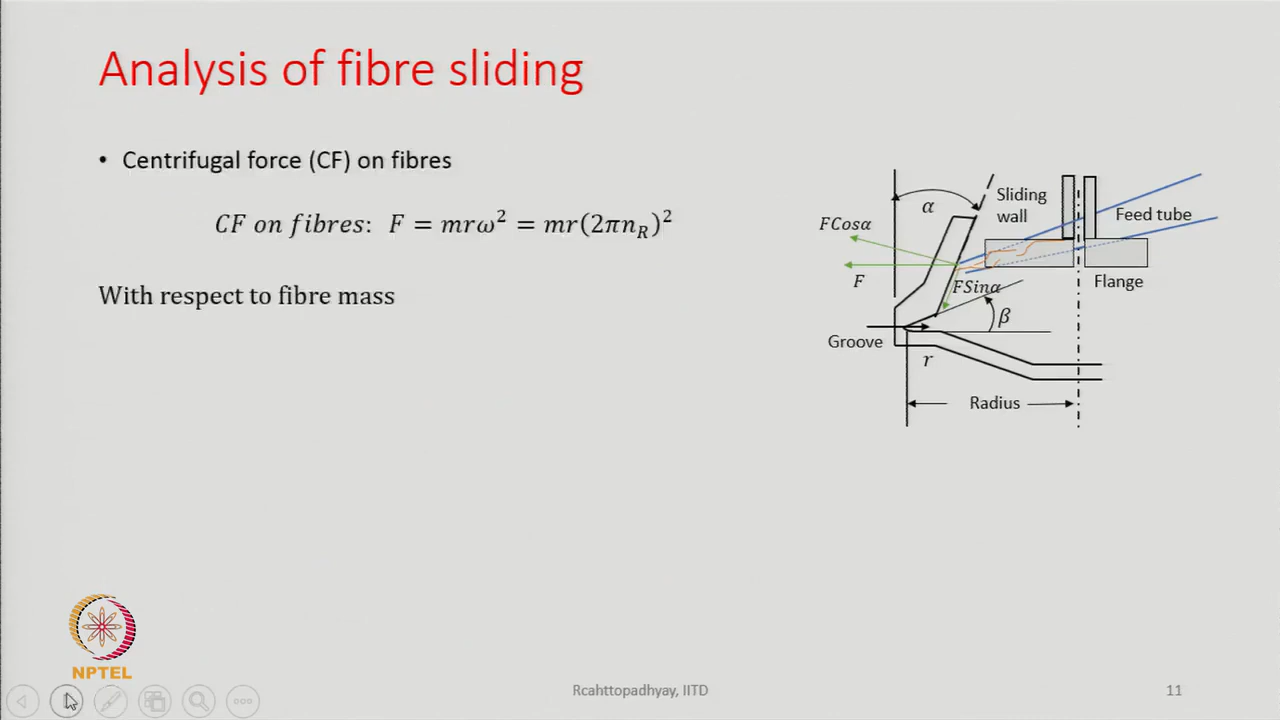 Analysis of fibre sliding
• Centrifugal force (CF) on fibres
CF on fibres: F = mrω² = mr(2πn_R)²
With respect to fibre mass
α
Sliding
wall
Feed tube
FCosα
F
FSinα
Flange
β
Groove
r
Radius
NPTEL
Rcahttopadhyay, IITD
11